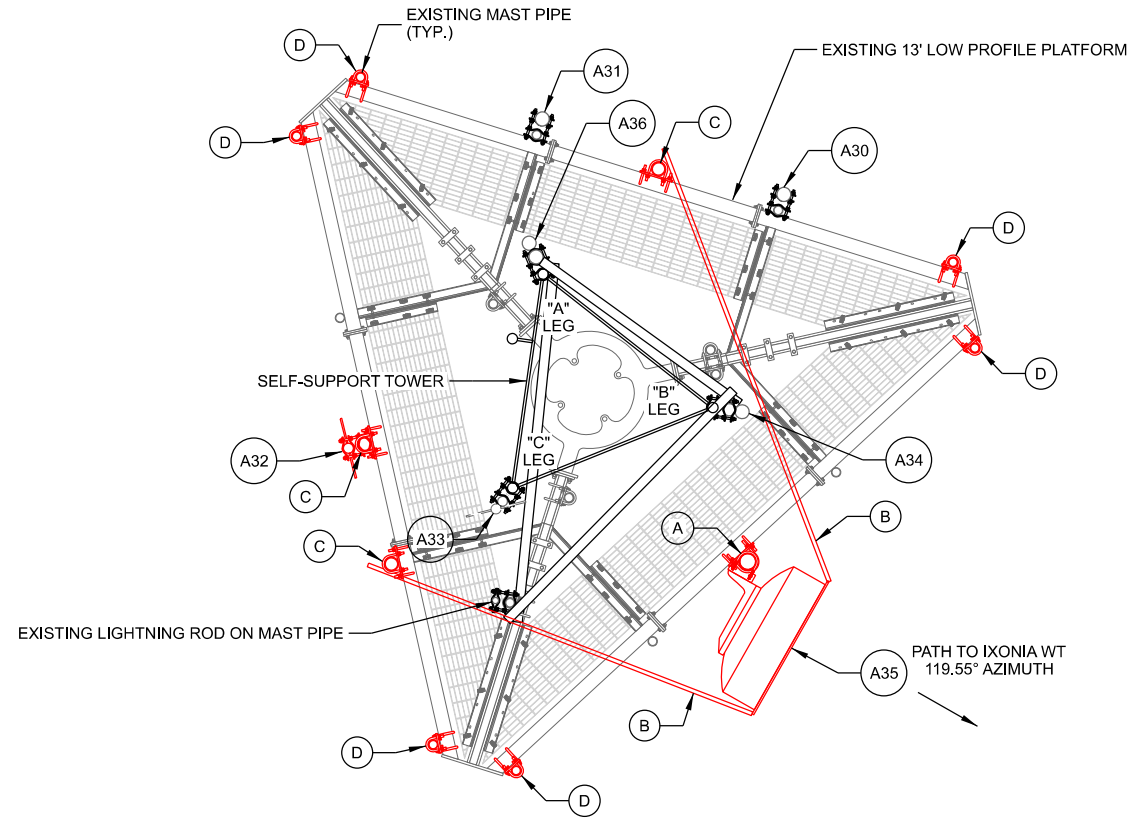 EXISTING MAST PIPE
(TYP.)
D
A31
EXISTING 13' LOW PROFILE PLATFORM
A36
C
D
A30
D
"A"
LEG
SELF-SUPPORT TOWER
"B"
LEG
D
"C"
LEG
A32
A34
C
A33
A
B
C
EXISTING LIGHTNING ROD ON MAST PIPE
PATH TO IXONIA WT
119.55° AZIMUTH
A35
B
D
D